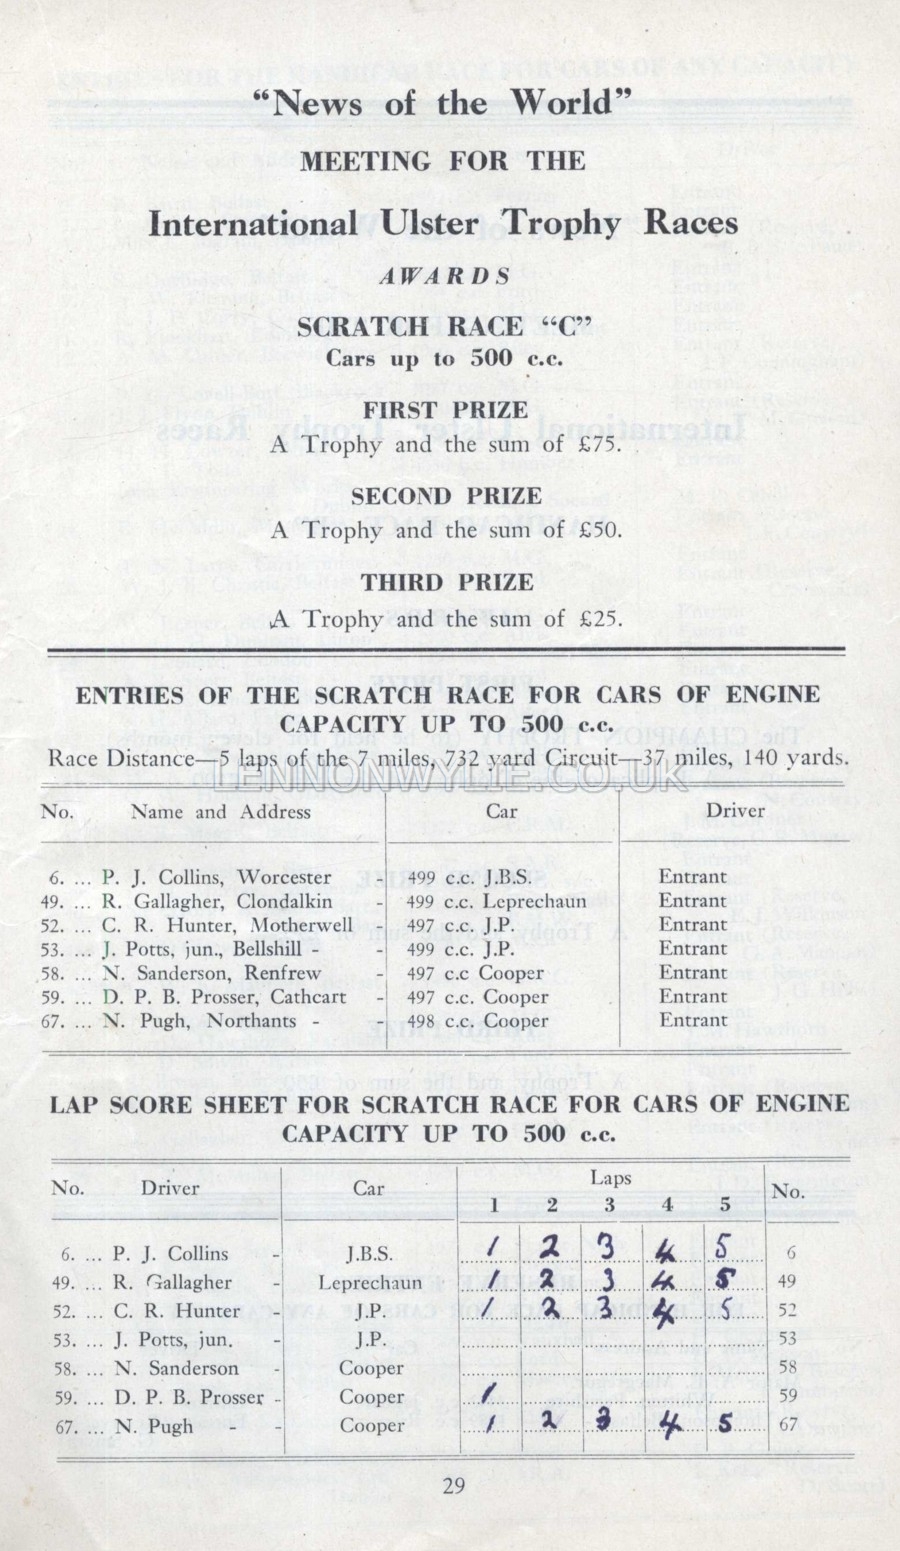 “News of the World”
MEETING FOR THE
International Ulster Trophy Races
AWARDS
SCRATCH RACE “C”
Cars up to 500 c.c.
FIRST PRIZE
A Trophy and the sum of £75.
SECOND PRIZE
A Trophy and the sum of £50.
THIRD PRIZE
A Trophy and the sum of £25.
ENTRIES OF THE SCRATCH RACE FOR CARS OF ENGINE
CAPACITY UP TO 500 c.c.
Race Distance—5 laps of the 7 miles, 732 yard Circuit—37 miles, 140 yards.
LENNONWYLIE.CO.UK
No. Name and Address Car Driver
6. ... P. J. Collins, Worcester 499 c.c. J.B.S. Entrant
49. ... R. Gallagher, Clondalkin - 499 c.c. Leprechaun Entrant
52. ... C. R. Hunter, Motherwell 497 c.c. J.P. Entrant
53. ... J. Potts, jun., Bellshill - - 499 c.c. J.P. Entrant
58. ... N. Sanderson, Renfrew - 497 c.c Cooper Entrant
59. ... D. P. B. Prosser, Cathcart - 497 c.c. Cooper Entrant
67. ... N. Pugh, Northants - - 498 c.c. Cooper Entrant
LAP SCORE SHEET FOR SCRATCH RACE FOR CARS OF ENGINE
CAPACITY UP TO 500 c.c.
No. Driver Car Laps No.
1 2 3 4 5
6. ... P. J. Collins - J.B.S. 1 2 3 4 5 6
49. ... R. Gallagher - Leprechaun 1 2 3 4 5 49
52. ... C. R. Hunter - J.P. 2 3 4 5 52
53. ... J. Potts, jun. - J.P. 53
58. ... N. Sanderson - Cooper 58
59. ... D. P. B. Prosser - Cooper 1 59
67. ... N. Pugh - - Cooper 1 2 3 4 5 67
29